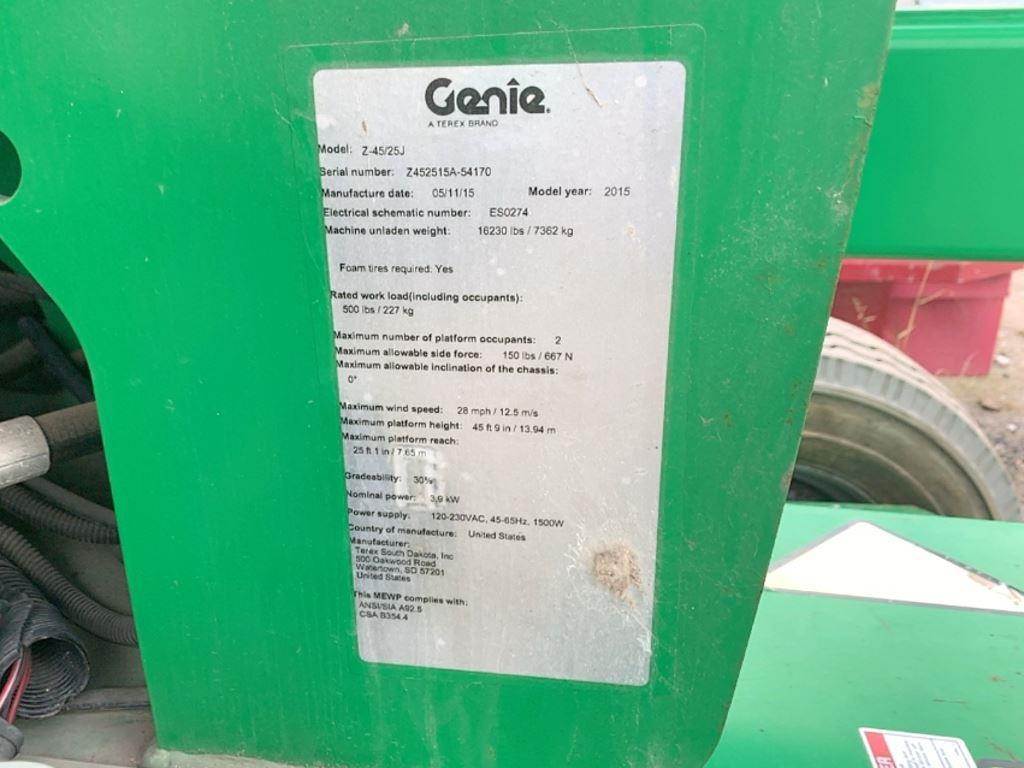 Genie
A TEREX BRAND
Model: Z-45/25J
Serial number: Z452515A-54170
Manufacture date: 05/11/15 Model year: 2015
Electrical schematic number: ES0274
Machine unladen weight: 16230 lbs / 7362 kg
Foam tires required: Yes
Rated work load(including occupants):
500 lbs / 227 kg
Maximum number of platform occupants: 2
Maximum allowable side force: 150 lbs / 667 N
Maximum allowable inclination of the chassis:
0°
Maximum wind speed: 28 mph / 12.5 m/s
Maximum platform height: 45 ft 9 in / 13.94 m
Maximum platform reach:
25 ft 1 in / 7.65 m
Gradeability: 30%
Nominal power: 3.9 kW
Power supply: 120-230VAC, 45-65Hz, 1500W
Country of manufacture: United States
Manufacturer:
Terex South Dakota, Inc
500 Oakwood Road
Watertown, SD 57201
United States
This MEWP complies with:
ANSI/SIA A92.5
CSA B354.4